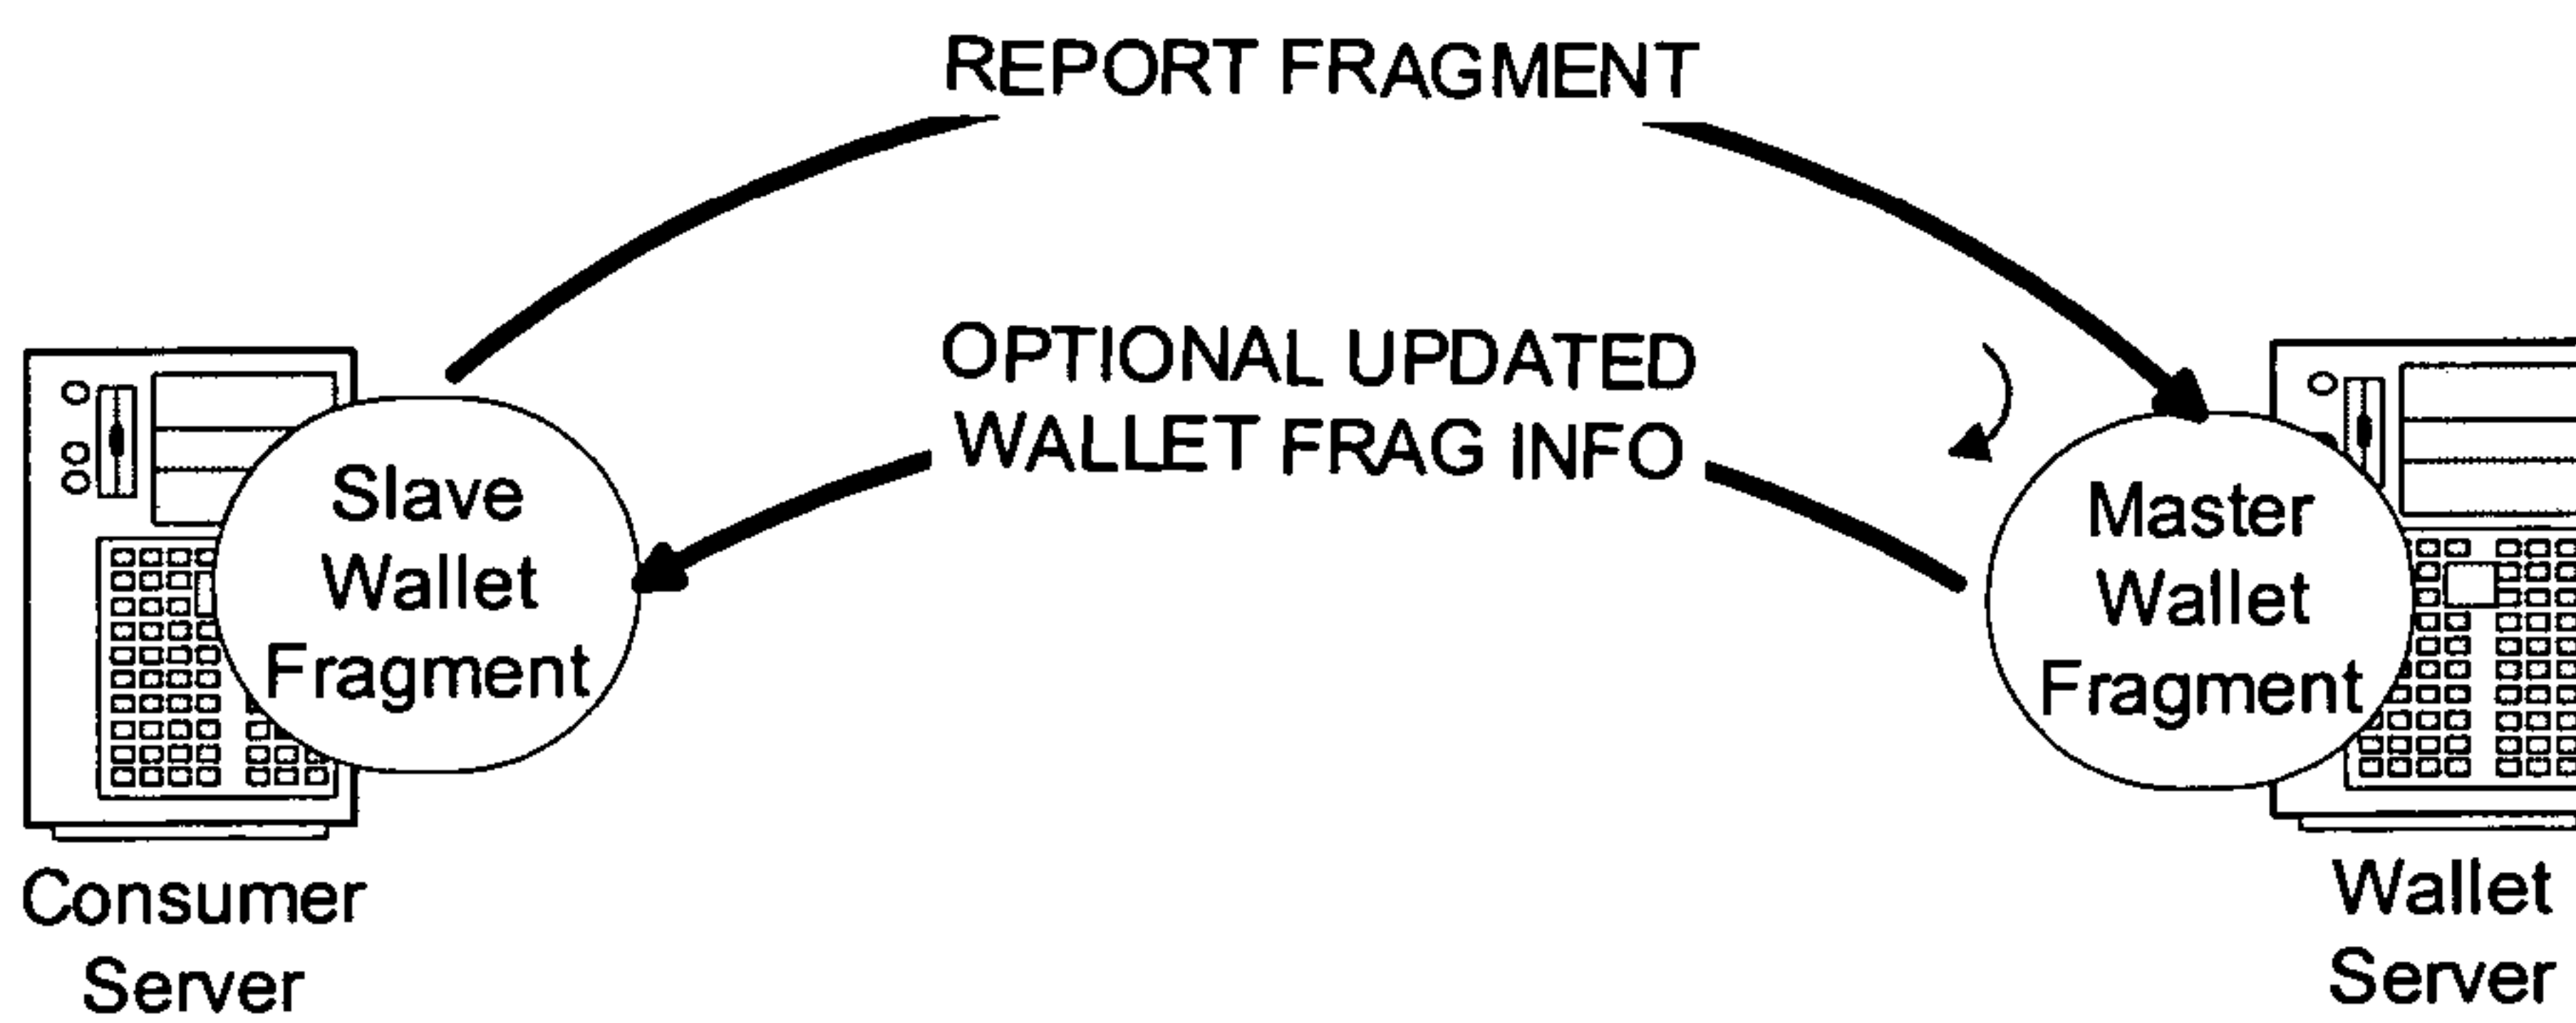 REPORT FRAGMENT
OPTIONAL UPDATED
WALLET FRAG INFO
Slave
Wallet
Fragment
Master
Wallet
Fragment
Consumer
Server
Wallet
Server